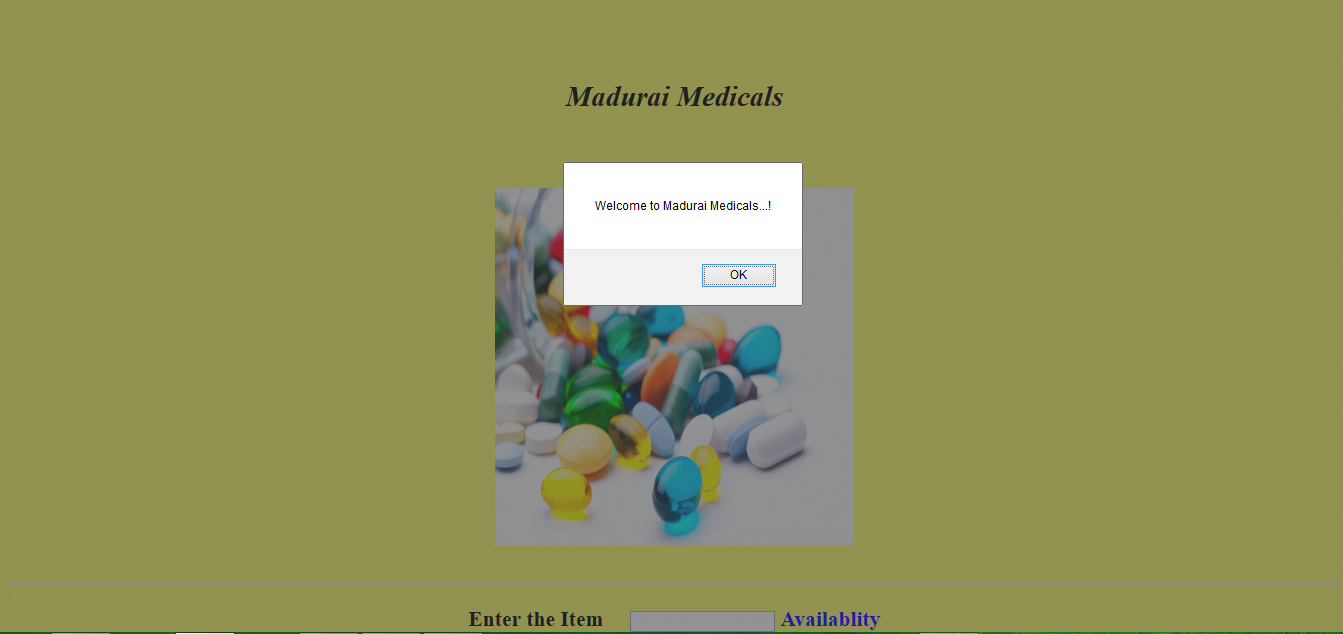 Madurai Medicals
Welcome to Madurai Medicals...!
OK
Enter the Item Availablity